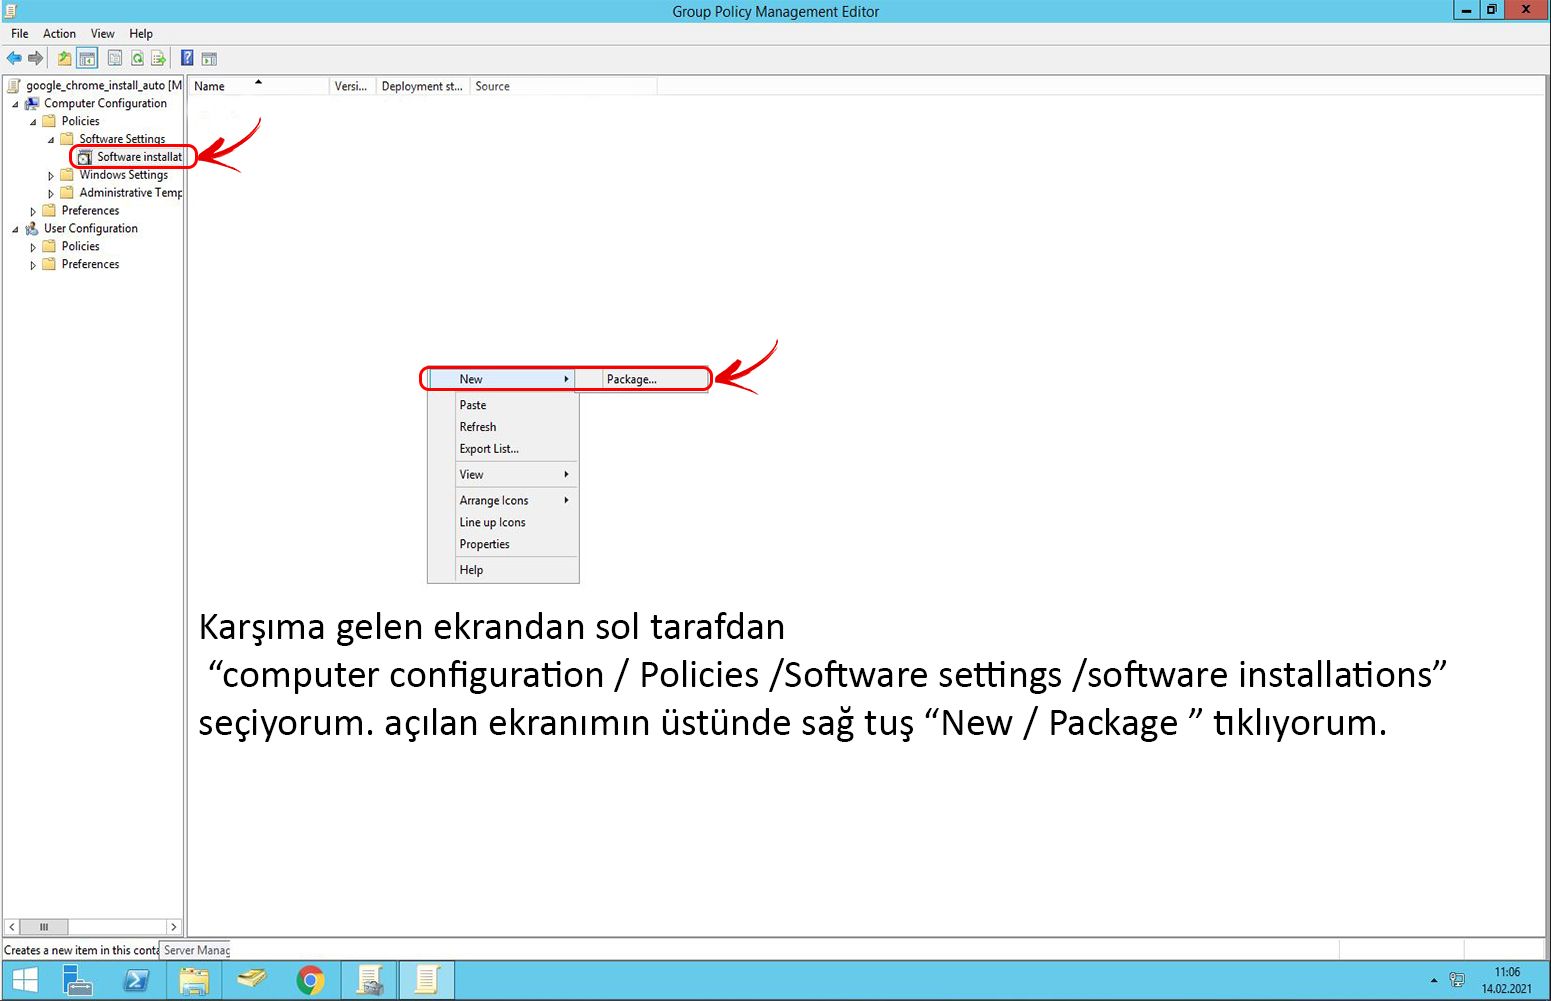 Group Policy Management Editor
File Action View Help
google_chrome_install_auto [M
Computer Configuration
Policies
Software Settings
Software installat
Windows Settings
Administrative Temp
Preferences
User Configuration
Policies
Preferences
Name Versi... Deployment st... Source
New Package...
Paste
Refresh
Export List...
View
Arrange Icons
Line up Icons
Properties
Help
Karşıma gelen ekrandan sol tarafdan
“computer configuration / Policies /Software settings /software installations”
seçiyorum. açılan ekranımın üstünde sağ tuş “New / Package ” tıklıyorum.
Creates a new item in this conta Server Manag
11:06
14.02.2021